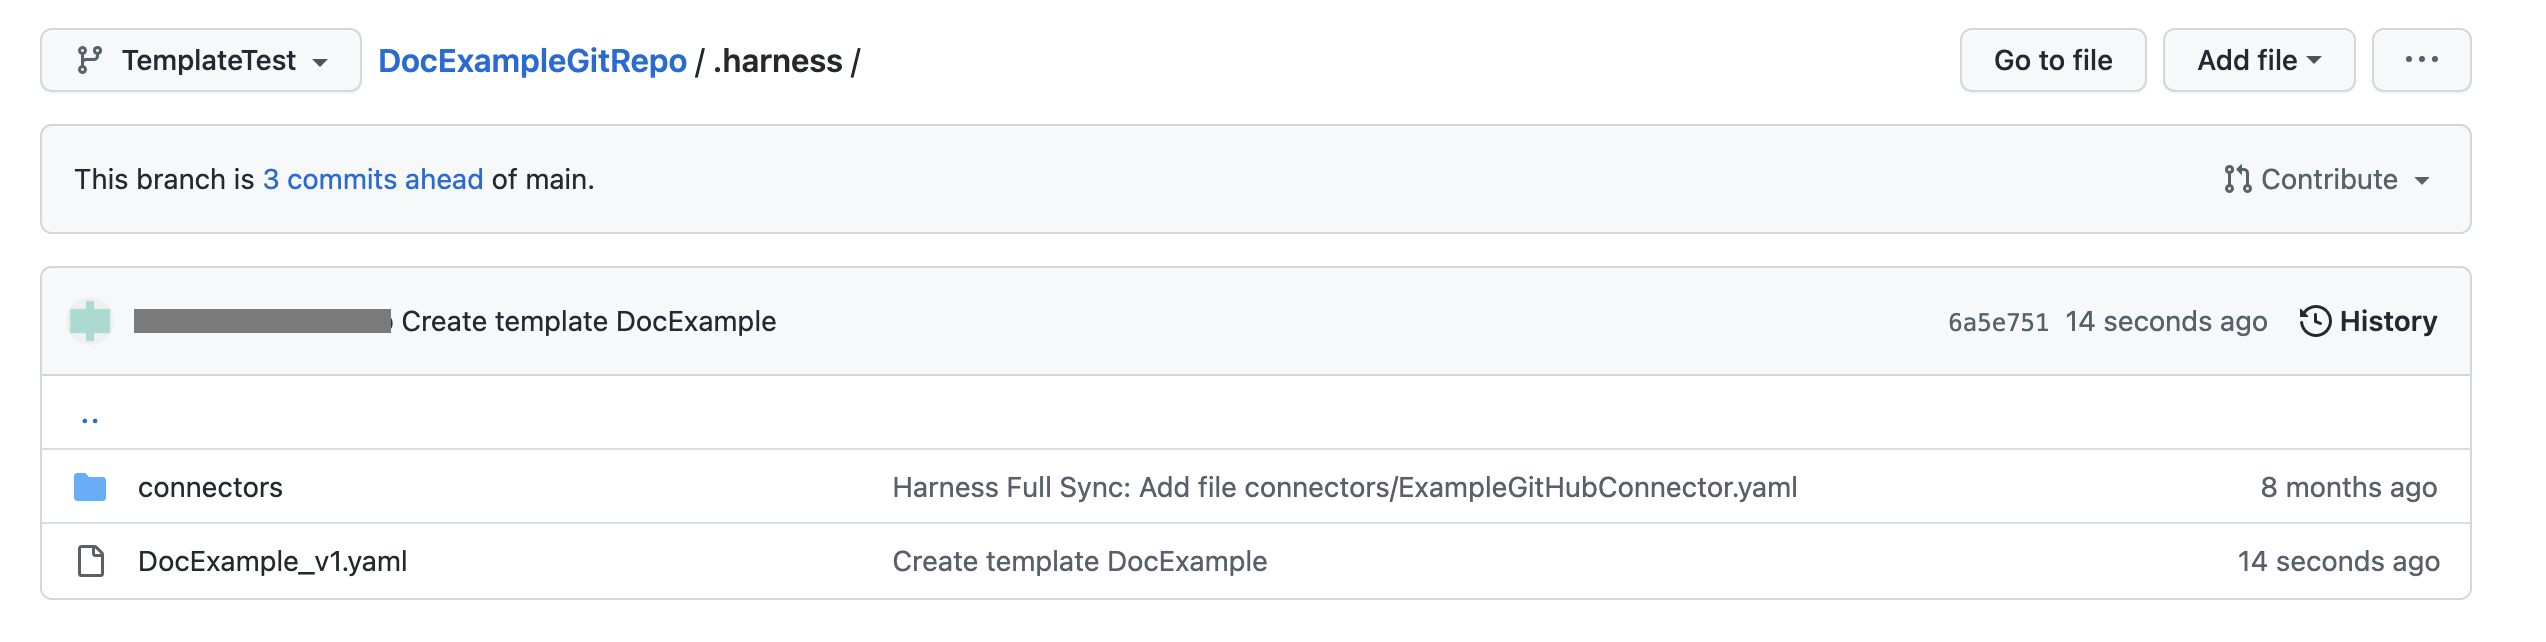 TemplateTest DocExampleGitRepo / .harness / Go to file Add file ...
This branch is 3 commits ahead of main. Contribute
Create template DocExample 6a5e751 14 seconds ago History
..
connectors Harness Full Sync: Add file connectors/ExampleGitHubConnector.yaml 8 months ago
DocExample_v1.yaml Create template DocExample 14 seconds ago